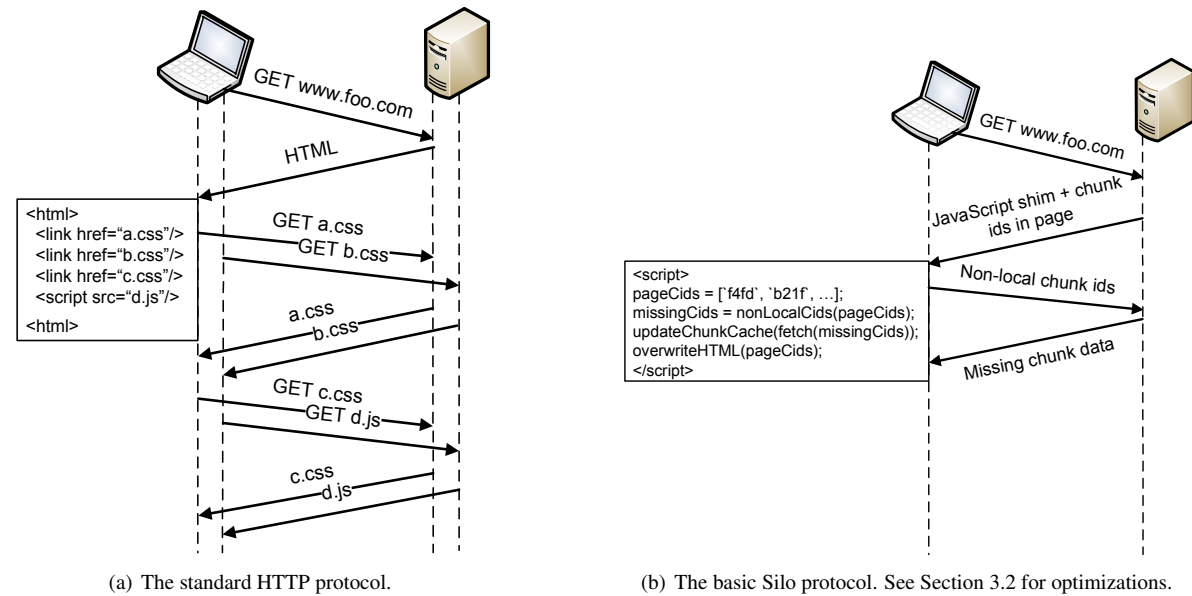 GET www.foo.com
HTML
<html>
<link href="a.css"/>
<link href="b.css"/>
<link href="c.css"/>
<script src="d.js"/>
<html>
GET a.css
GET b.css
a.css
b.css
GET c.css
GET d.js
c.css
d.js
(a) The standard HTTP protocol.
GET www.foo.com
JavaScript shim + chunk
ids in page
<script>
pageCids = [`f4fd`, `b21f`, …];
missingCids = nonLocalCids(pageCids);
updateChunkCache(fetch(missingCids));
overwriteHTML(pageCids);
</script>
Non-local chunk ids
Missing chunk data
(b) The basic Silo protocol. See Section 3.2 for optimizations.